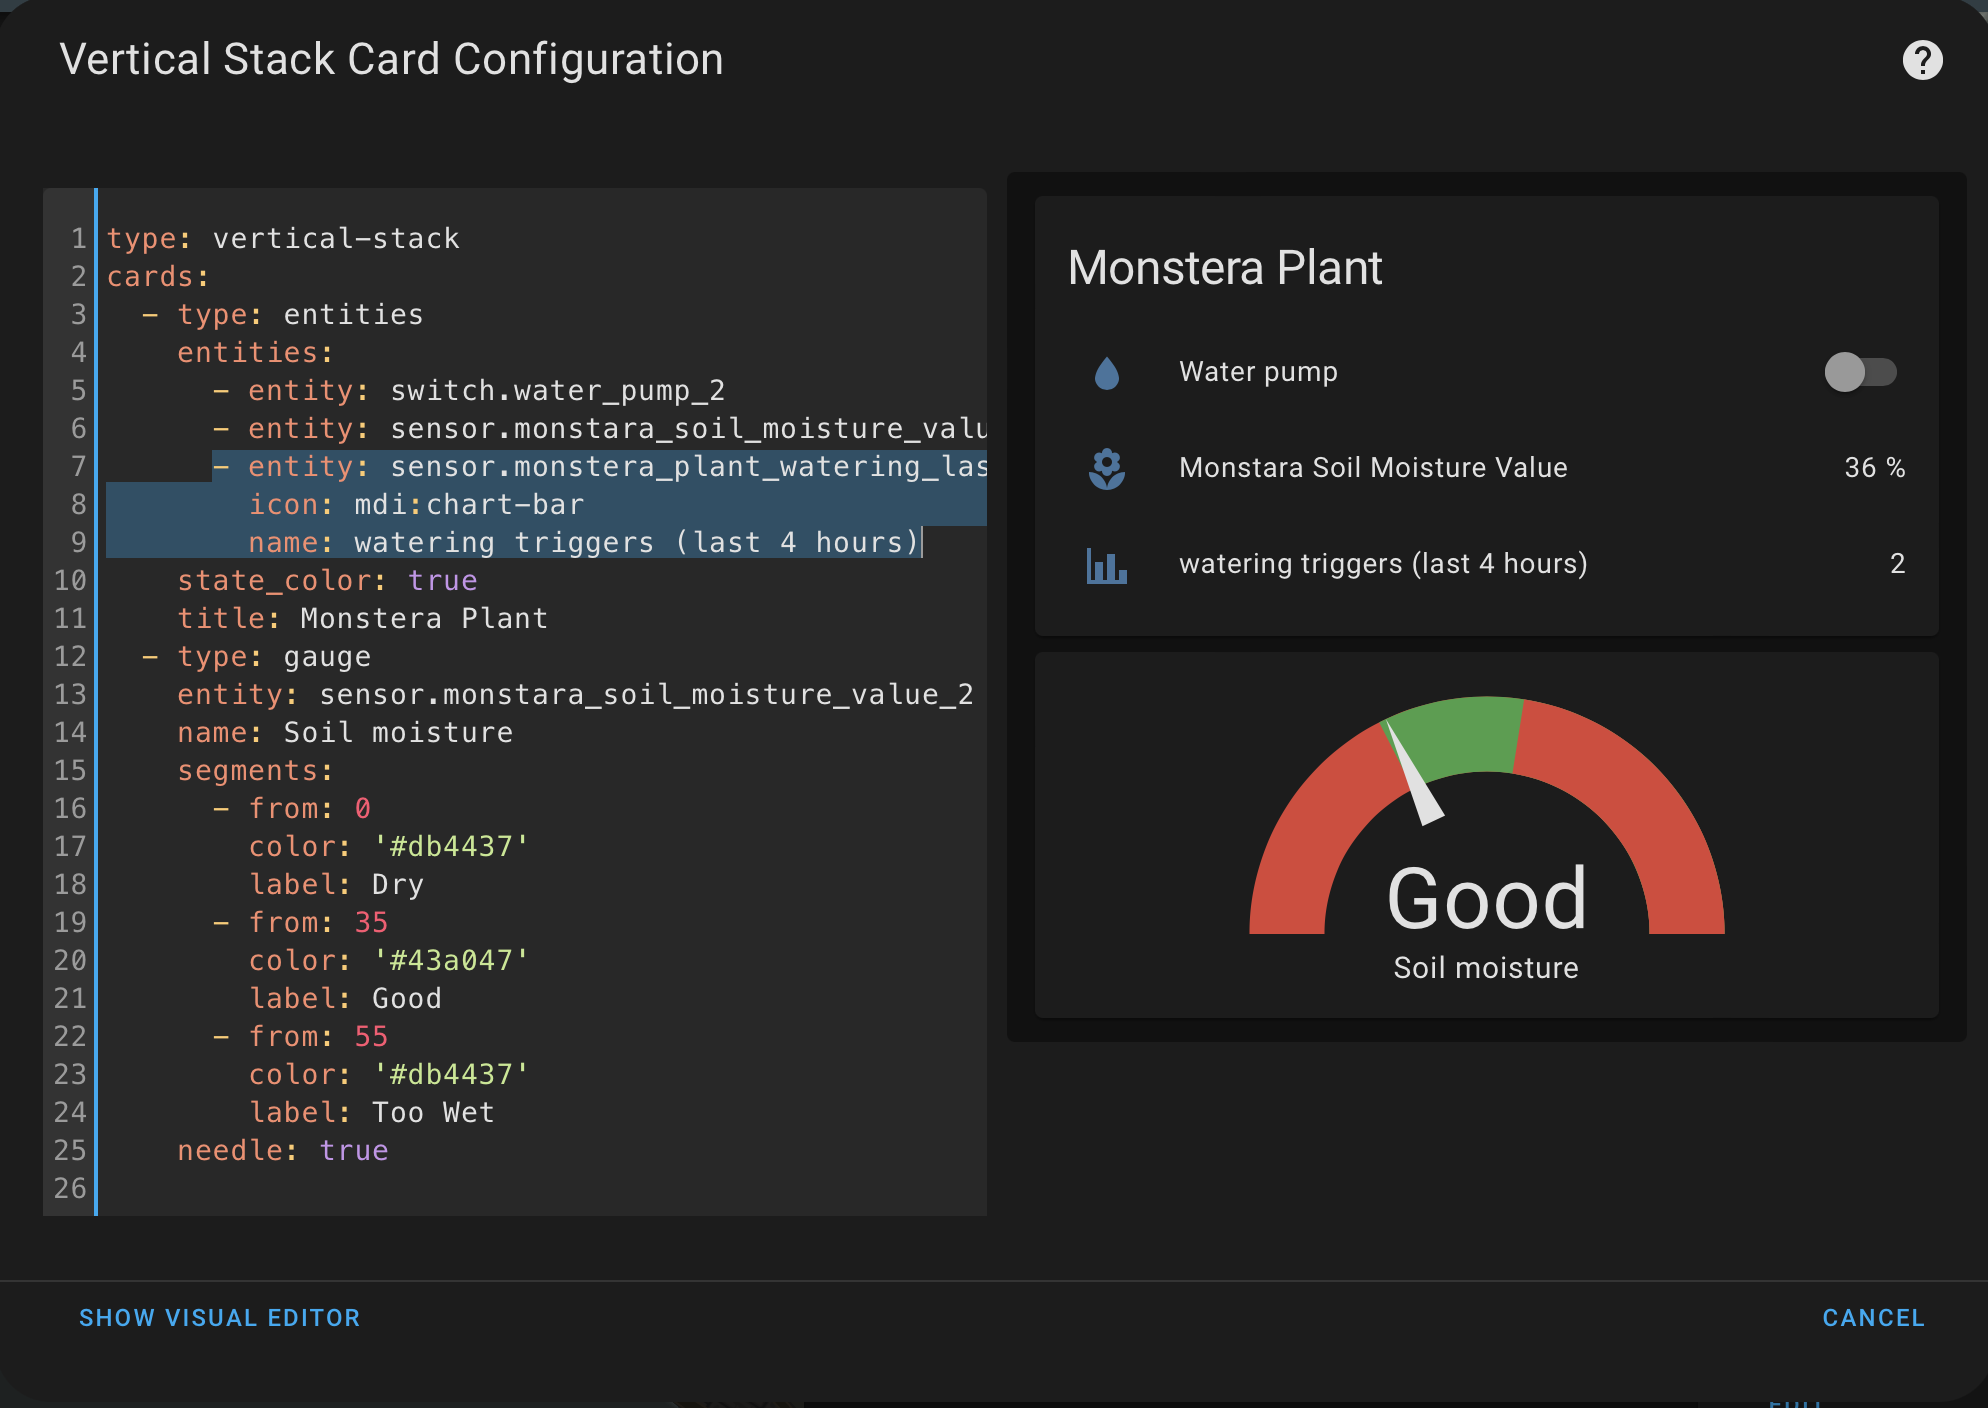 Vertical Stack Card Configuration
1 type: vertical-stack
2 cards:
3 - type: entities
4 entities:
5 - entity: switch.water_pump_2
6 - entity: sensor.monstara_soil_moisture_valu
7 - entity: sensor.monstera_plant_watering_las
8 icon: mdi:chart-bar
9 name: watering triggers (last 4 hours)
10 state_color: true
11 title: Monstera Plant
12 - type: gauge
13 entity: sensor.monstara_soil_moisture_value_2
14 name: Soil moisture
15 segments:
16 - from: 0
17 color: '#db4437'
18 label: Dry
19 - from: 35
20 color: '#43a047'
21 label: Good
22 - from: 55
23 color: '#db4437'
24 label: Too Wet
25 needle: true
26
Monstera Plant
Water pump
Monstara Soil Moisture Value 36 %
watering triggers (last 4 hours) 2
Good
Soil moisture
SHOW VISUAL EDITOR
CANCEL